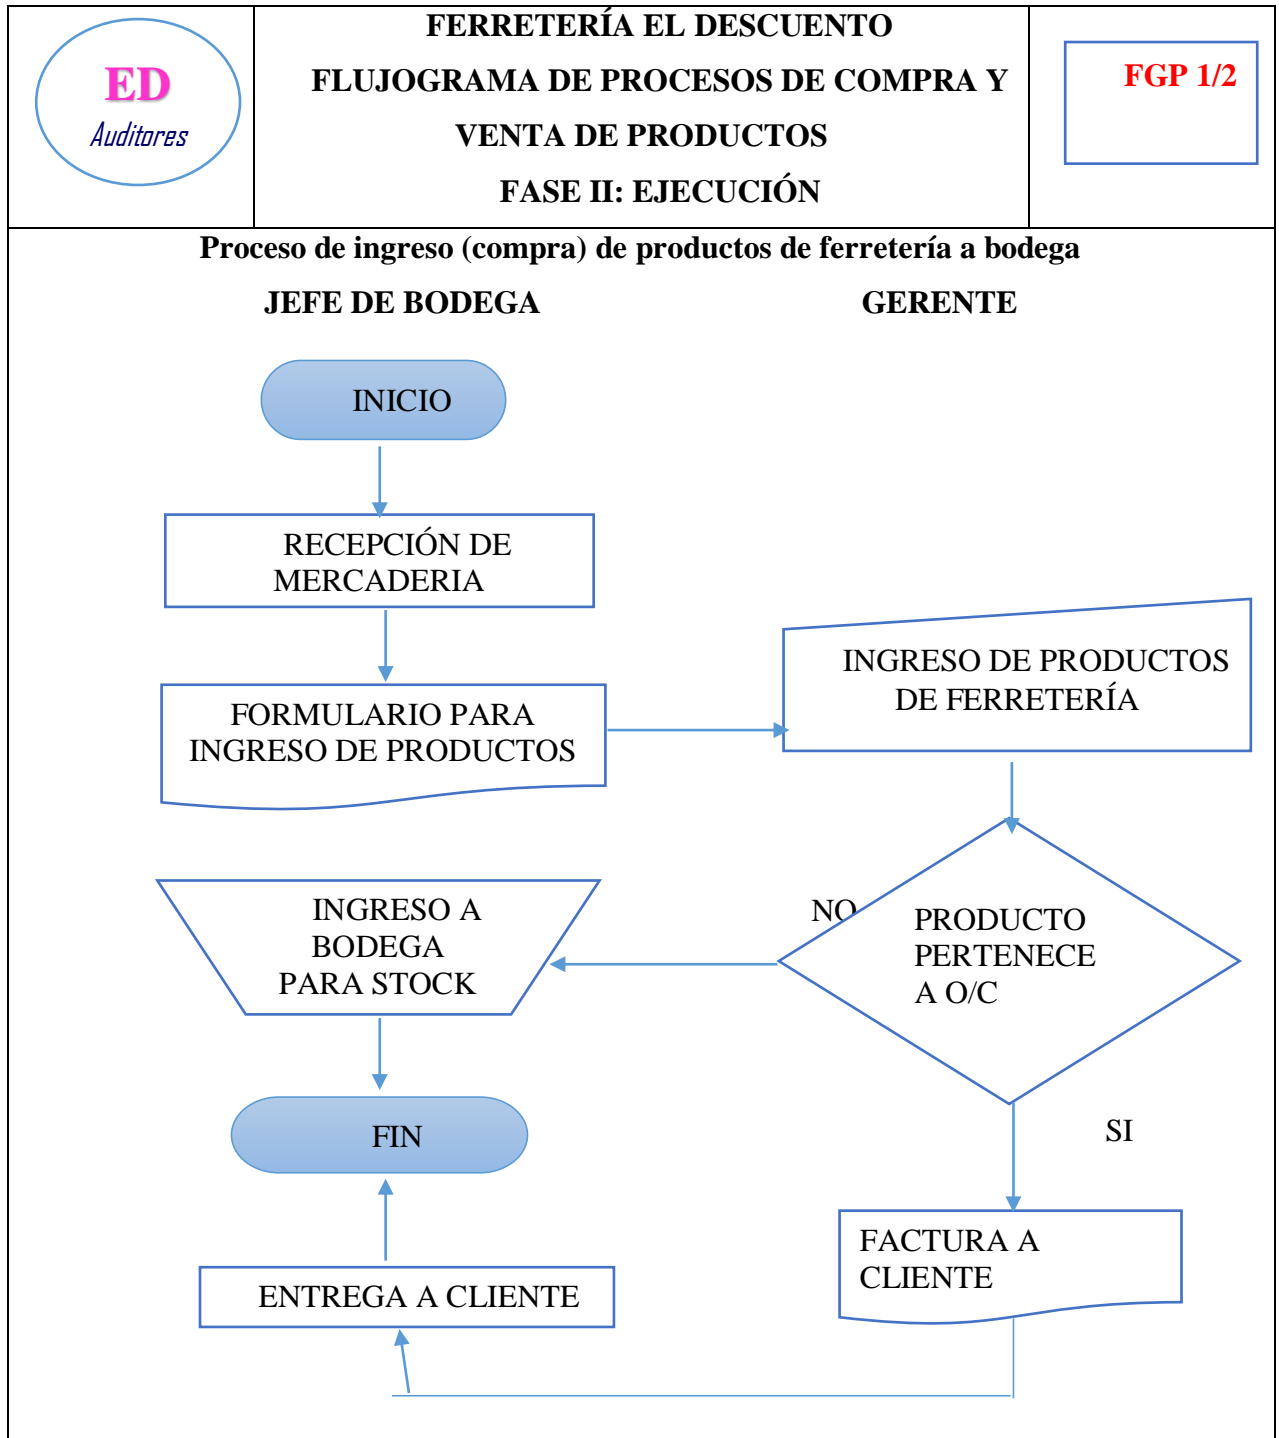 ED
Auditores
FERRETERÍA EL DESCUENTO
FLUJOGRAMA DE PROCESOS DE COMPRA Y
VENTA DE PRODUCTOS
FASE II: EJECUCIÓN
FGP 1/2
Proceso de ingreso (compra) de productos de ferretería a bodega
JEFE DE BODEGA
GERENTE
INICIO
RECEPCIÓN DE
MERCADERIA
FORMULARIO PARA
INGRESO DE PRODUCTOS
INGRESO DE PRODUCTOS
DE FERRETERÍA
INGRESO A
BODEGA
PARA STOCK
NO
PRODUCTO
PERTENECE
A O/C
FIN
SI
FACTURA A
CLIENTE
ENTREGA A CLIENTE